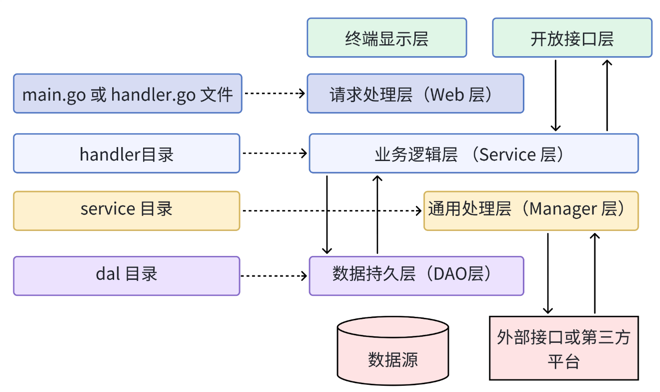 终端显示层
开放接口层
main.go 或 handler.go 文件
请求处理层（Web 层）
handler目录
业务逻辑层 （Service 层）
service 目录
通用处理层（Manager 层）
dal 目录
数据持久层（DAO层）
数据源
外部接口或第三方
平台